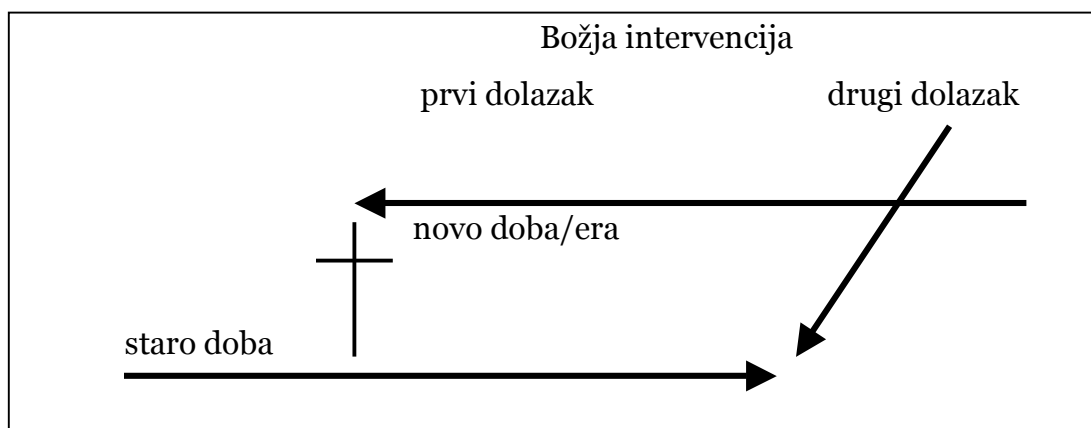 Božja intervencija
prvi dolazak drugi dolazak
novo doba/era
staro doba